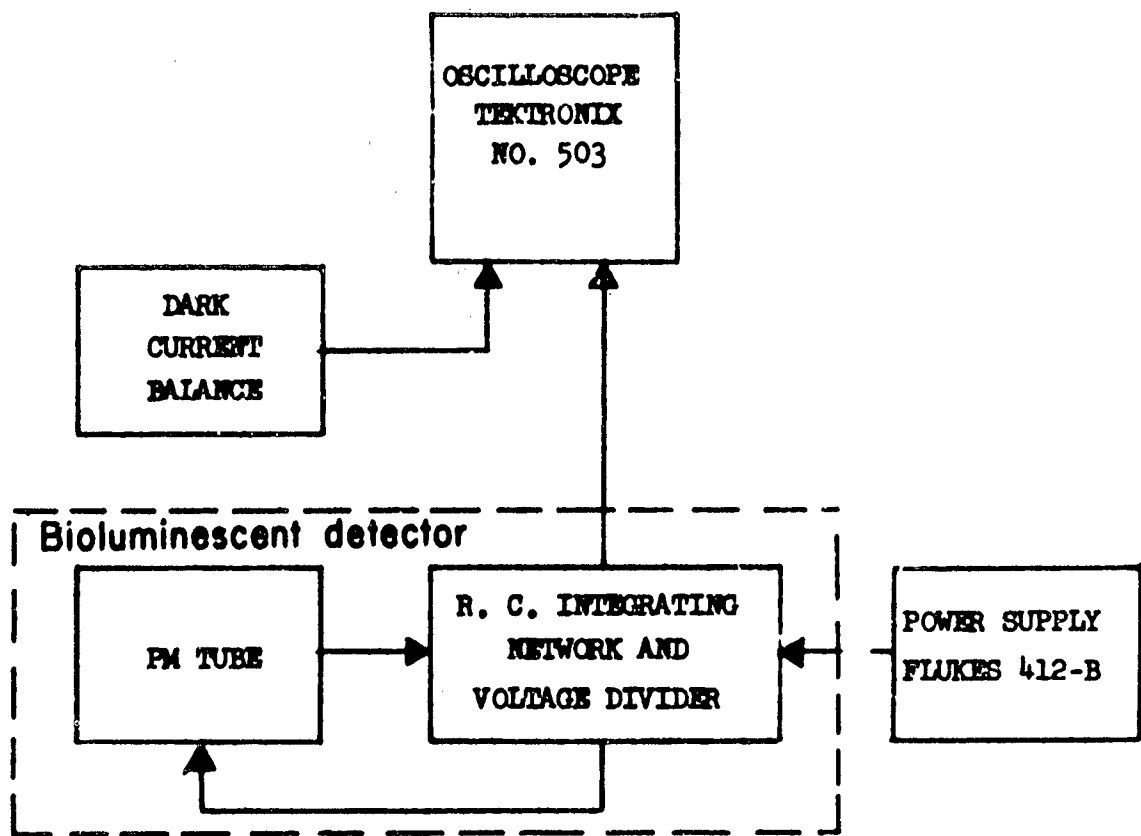 OSCILLOSCOPE
TEKTRONIX
NO. 503
DARK
CURRENT
BALANCE
Bioluminescent detector
PM TUBE
R. C. INTEGRATING
NETWORK AND
VOLTAGE DIVIDER
POWER SUPPLY
FLUKES 412-B